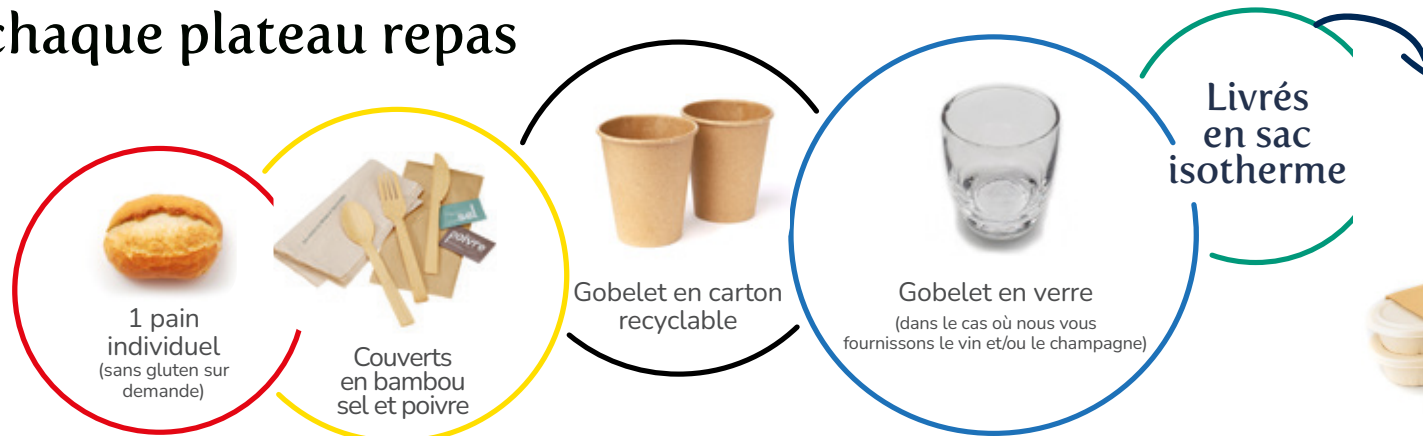 chaque plateau repas
1 pain
individuel
(sans gluten sur
demande)
sel
poivre
Couverts
en bambou
sel et poivre
Gobelet en carton
recyclable
Gobelet en verre
(dans le cas où nous vous
fournissons le vin et/ou le champagne)
Livrés
en sac
isotherme